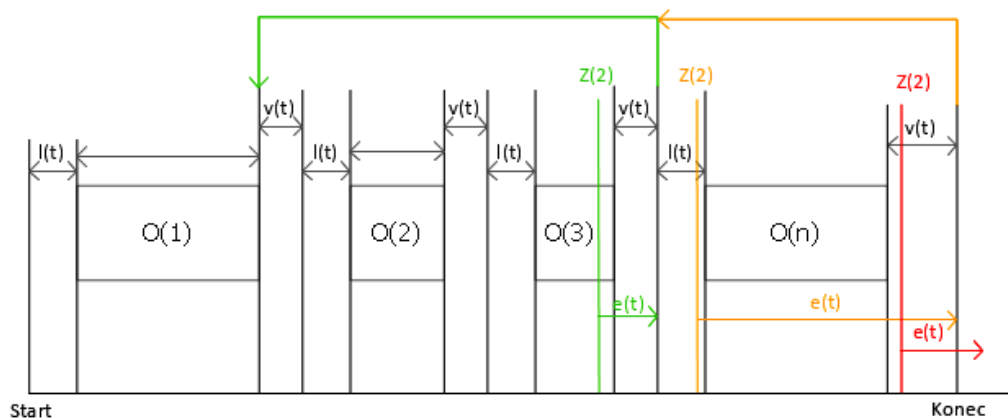 Z(2)
Z(2)
Z(2)
v(t)
v(t)
v(t)
v(t)
l(t)
l(t)
l(t)
l(t)
O(1)
O(2)
O(3)
O(n)
e(t)
e(t)
e(t)
Start
Konec